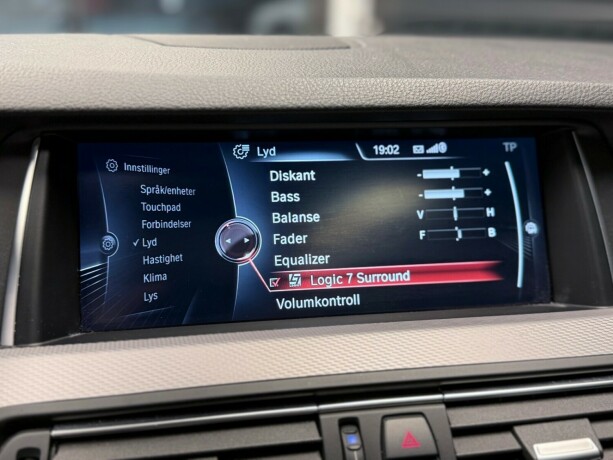 Lyd
19:02
TP
Innstillinger
Språk/enheter
Touchpad
Forbindelser
Lyd
Hastighet
Klima
Lys
Diskant - +
Bass - +
Balanse V H
Fader F B
Equalizer
Logic 7 Surround
Volumkontroll